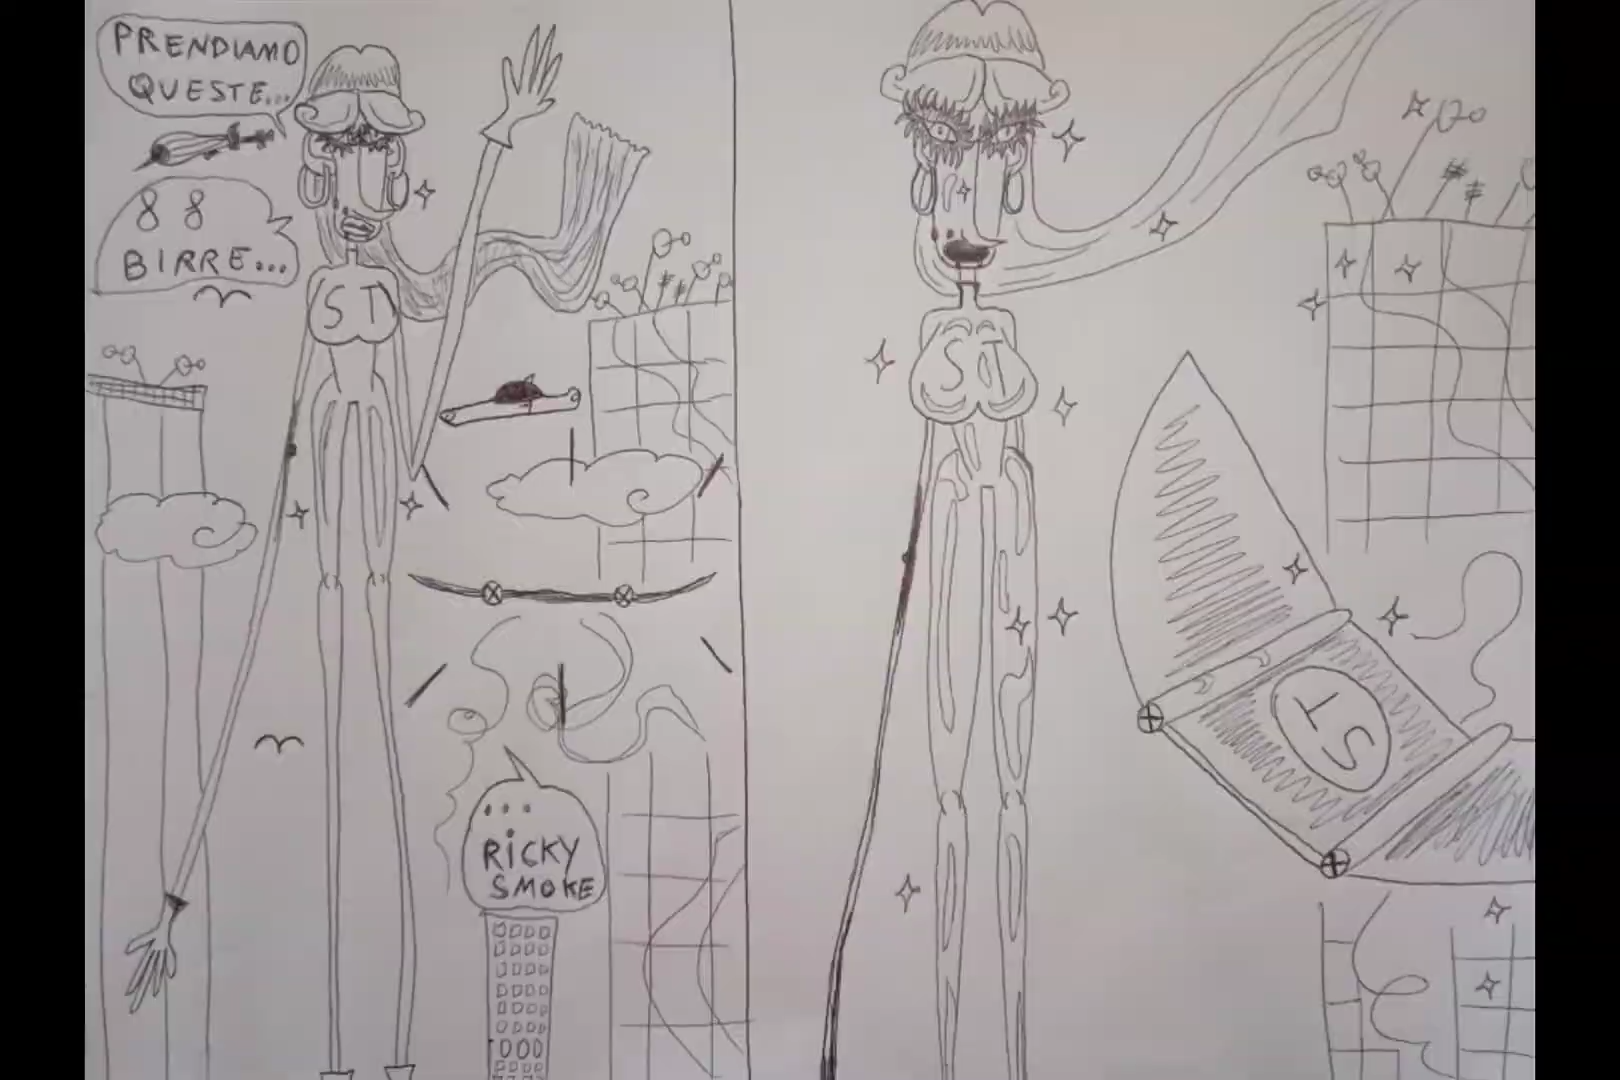 PRENDIAMO
QUESTE...
88
BIRRE...
ST
...
RiCKY
SMOKE
ST
ST